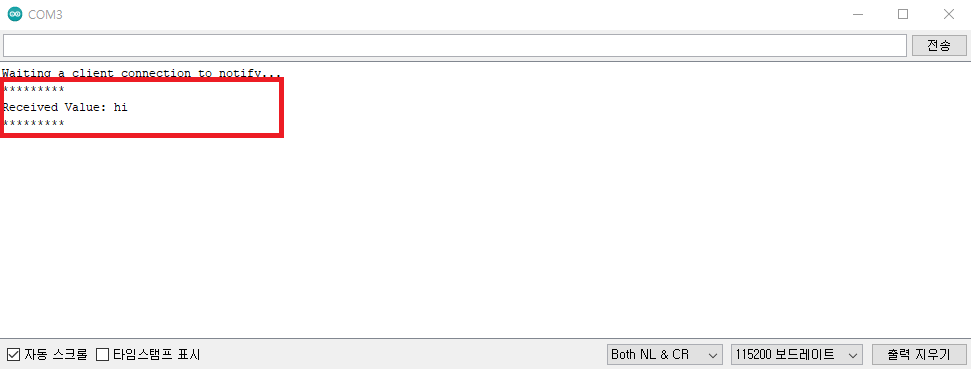 COM3
전송
Waiting a client connection to notify...
*********
Received Value: hi
*********
자동 스크롤 타임스탬프 표시 Both NL & CR 115200 보드레이트 출력 지우기